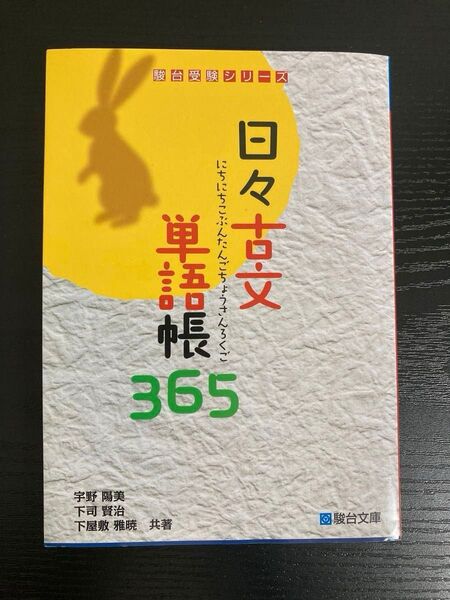 駿台受験シリーズ
日々古文
単語帳
365
にちにちこぶんたんごちょうさんろくご
宇野 陽美
下司 賢治
下屋敷 雅暁 共著
駿台文庫